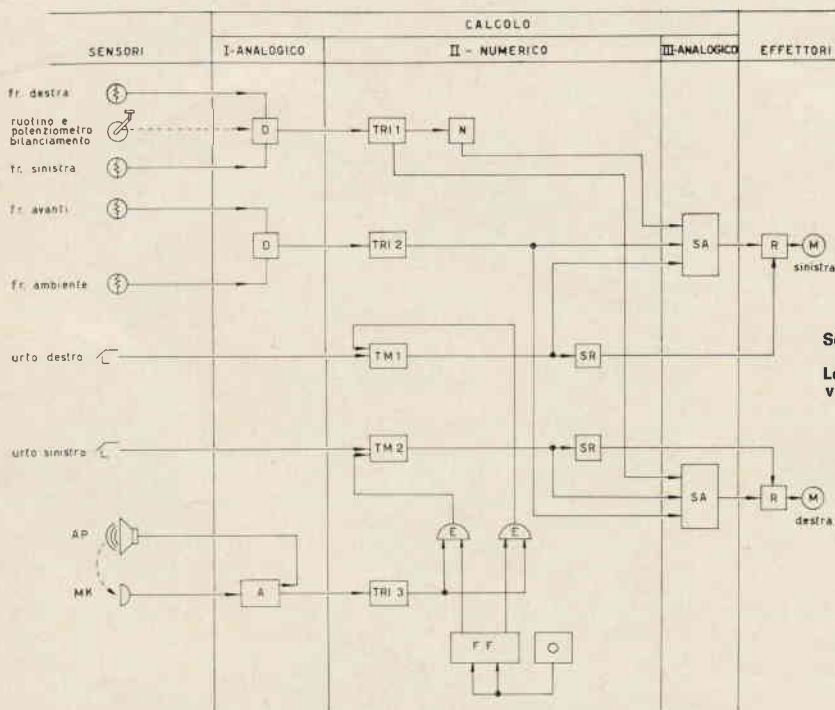 CALCOLO
SENSORI
I-ANALOGICO
II - NUMERICO
III-ANALOGICO
EFFETTORI
fr. destra
ruotino e
potenziometro
bilanciamento
fr. sinistra
fr. avanti
fr. ambiente
urto destro
urto sinistro
AP
MK
D
TRI 1
N
D
TRI 2
SA
R
M
sinistra
TM 1
SR
TM 2
SR
SA
R
M
destra
E
E
A
TRI 3
F F
O